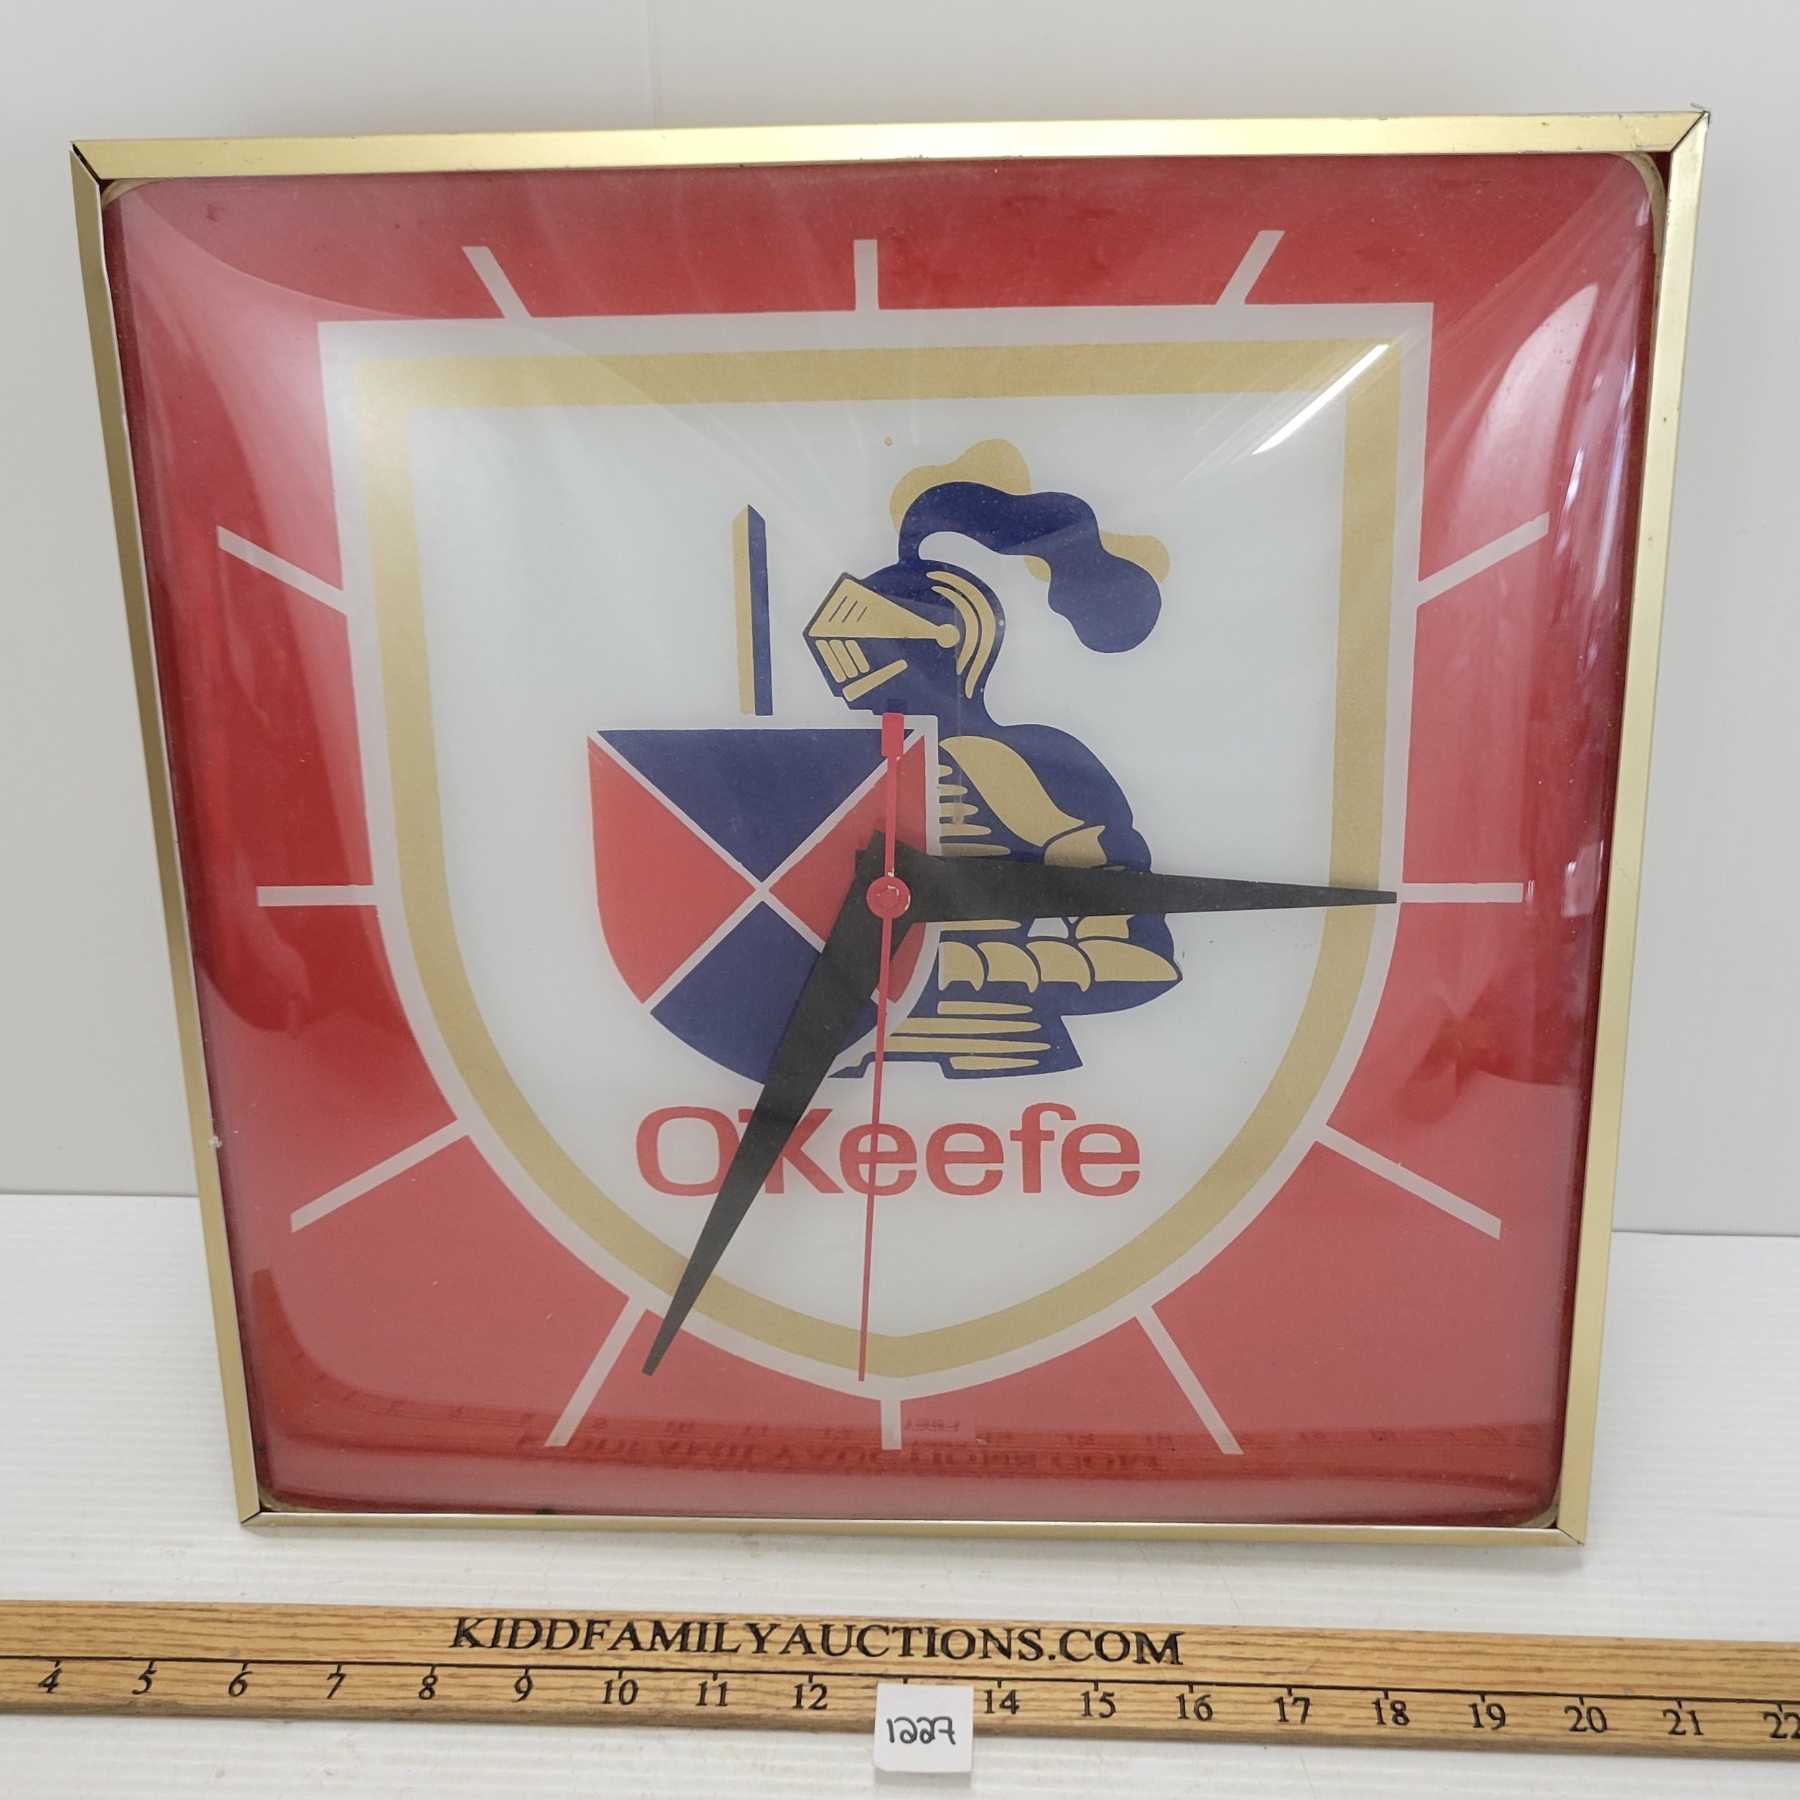 O'Keefe
KIDDFAMILYAUCTIONS.COM
4 5 6 7 8 9 10 11 12 14 15 16 17 18 19 20 21 22
1227